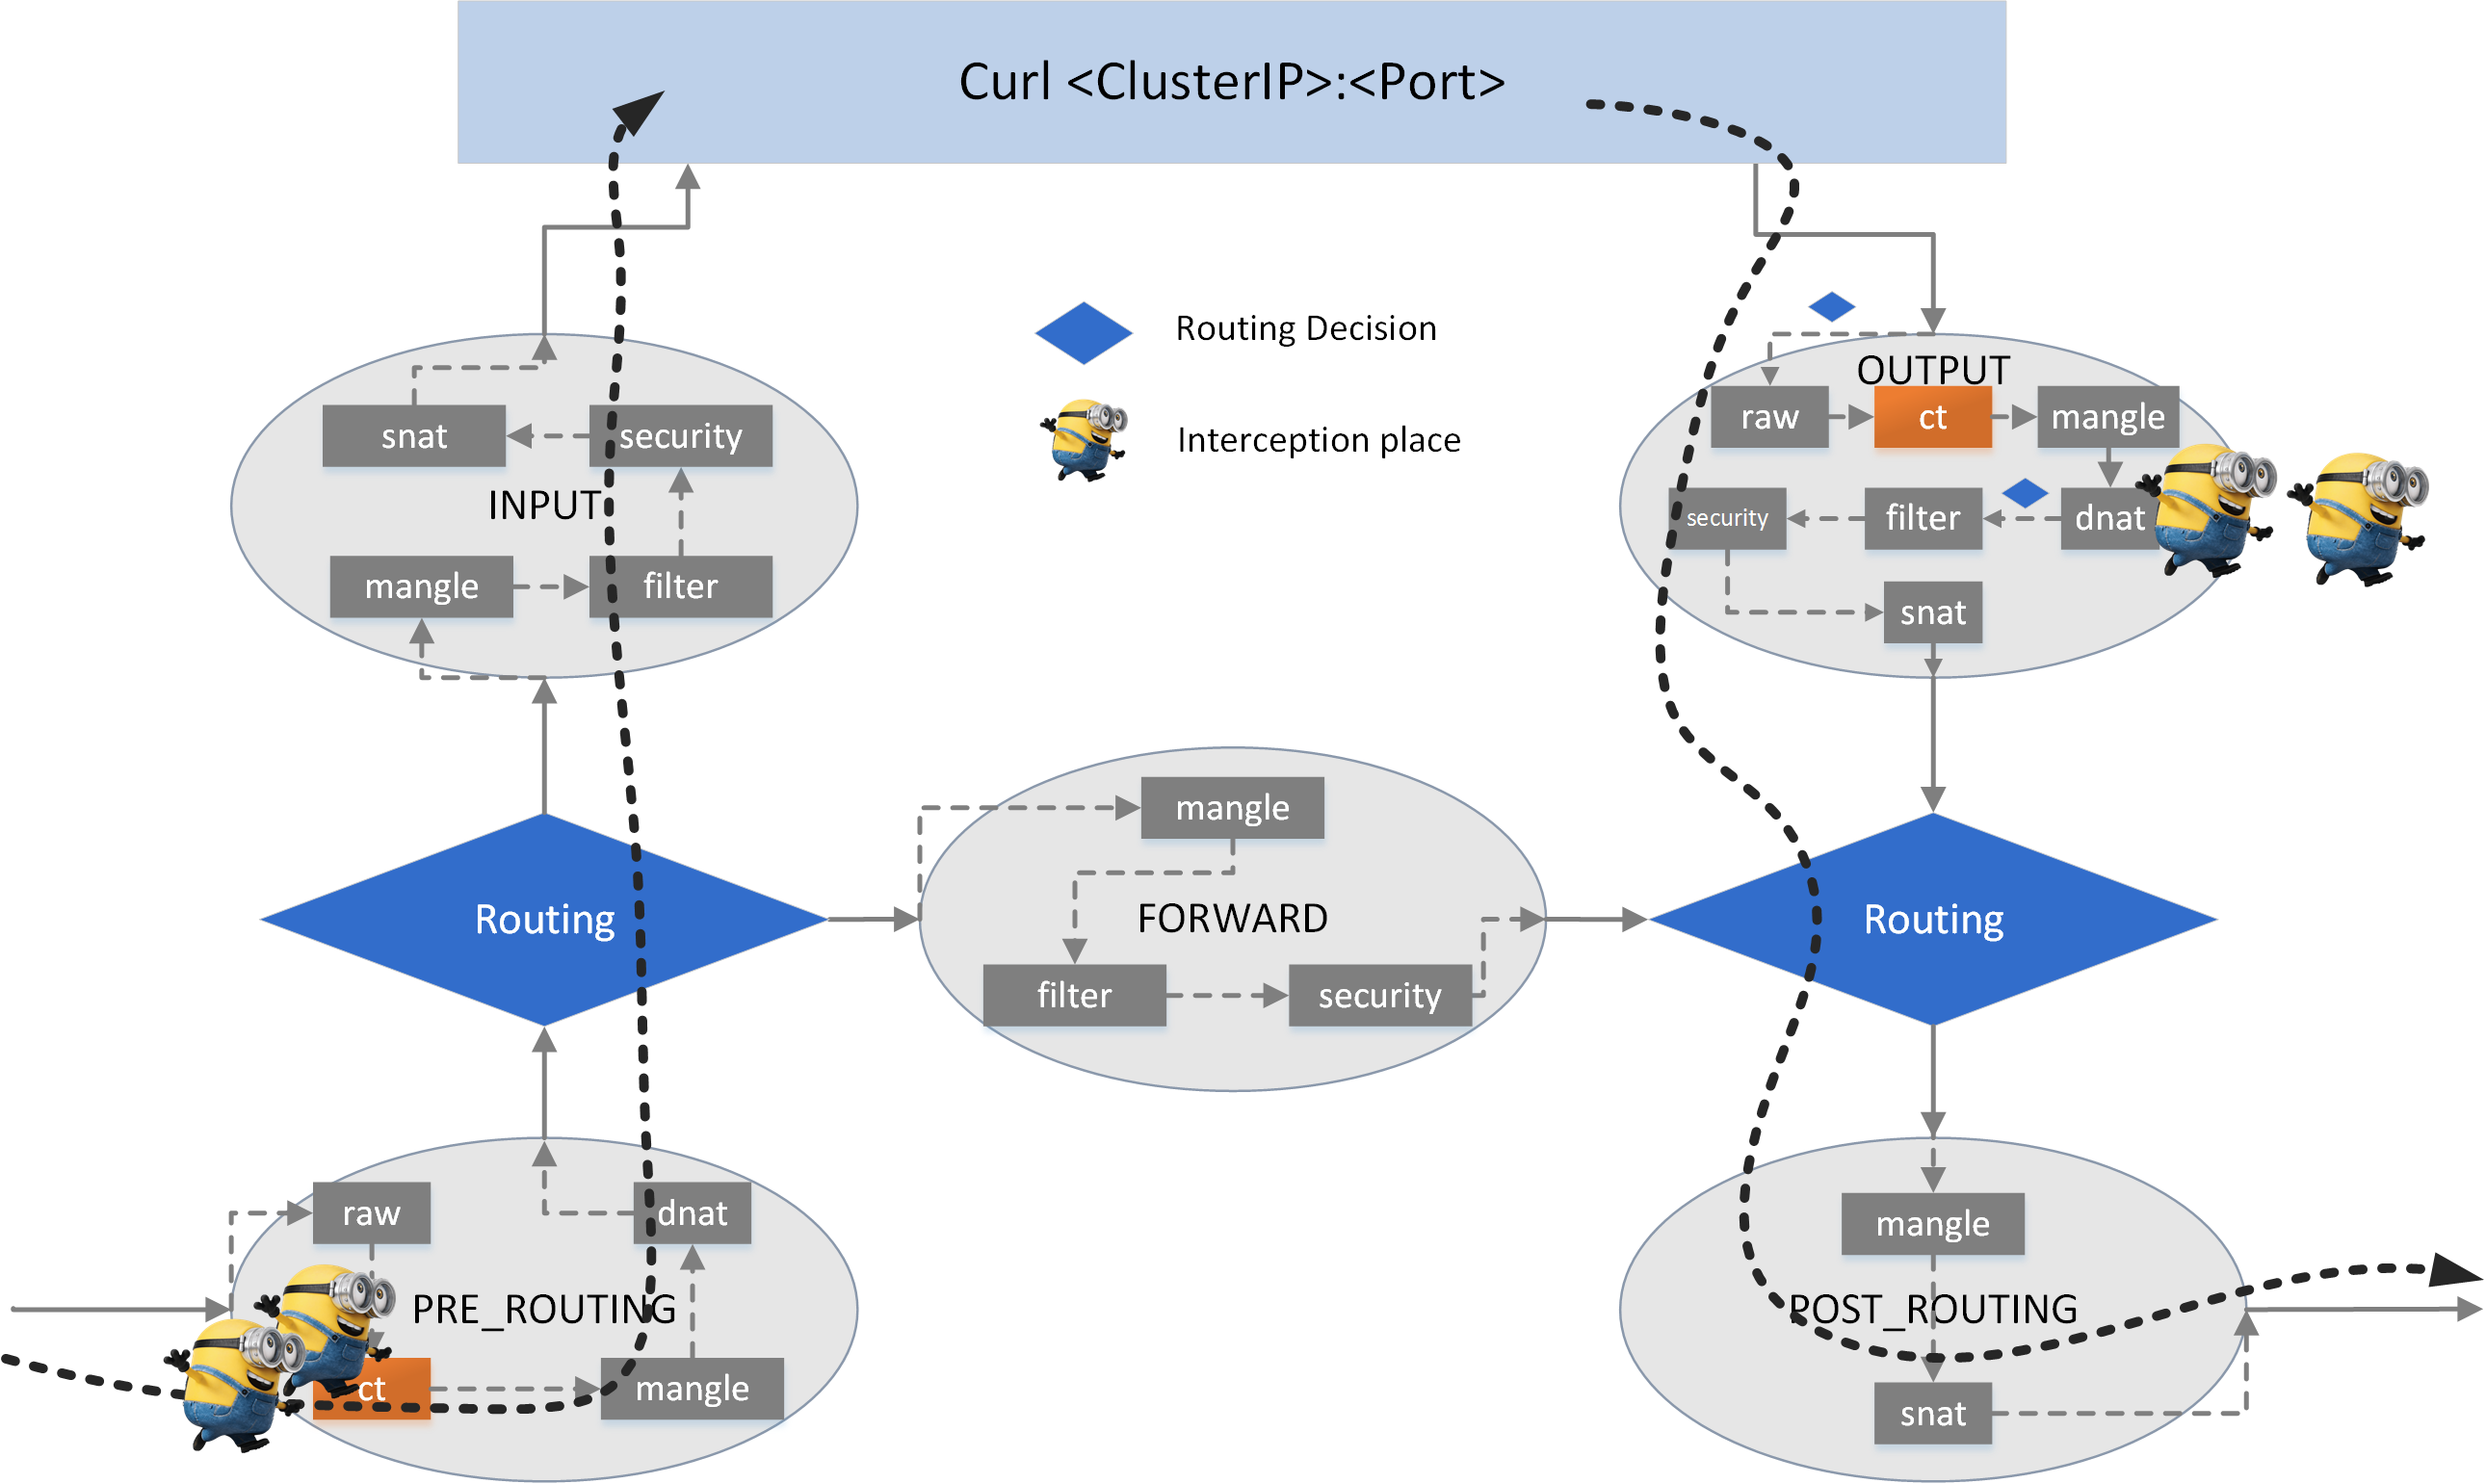 Curl <ClusterIP>:<Port>
Routing Decision
Interception place
snat
security
INPUT
mangle
filter
OUTPUT
raw
ct
mangle
security
filter
dnat
snat
Routing
mangle
FORWARD
filter
security
Routing
raw
dnat
PRE_ROUTING
ct
mangle
mangle
POST_ROUTING
snat